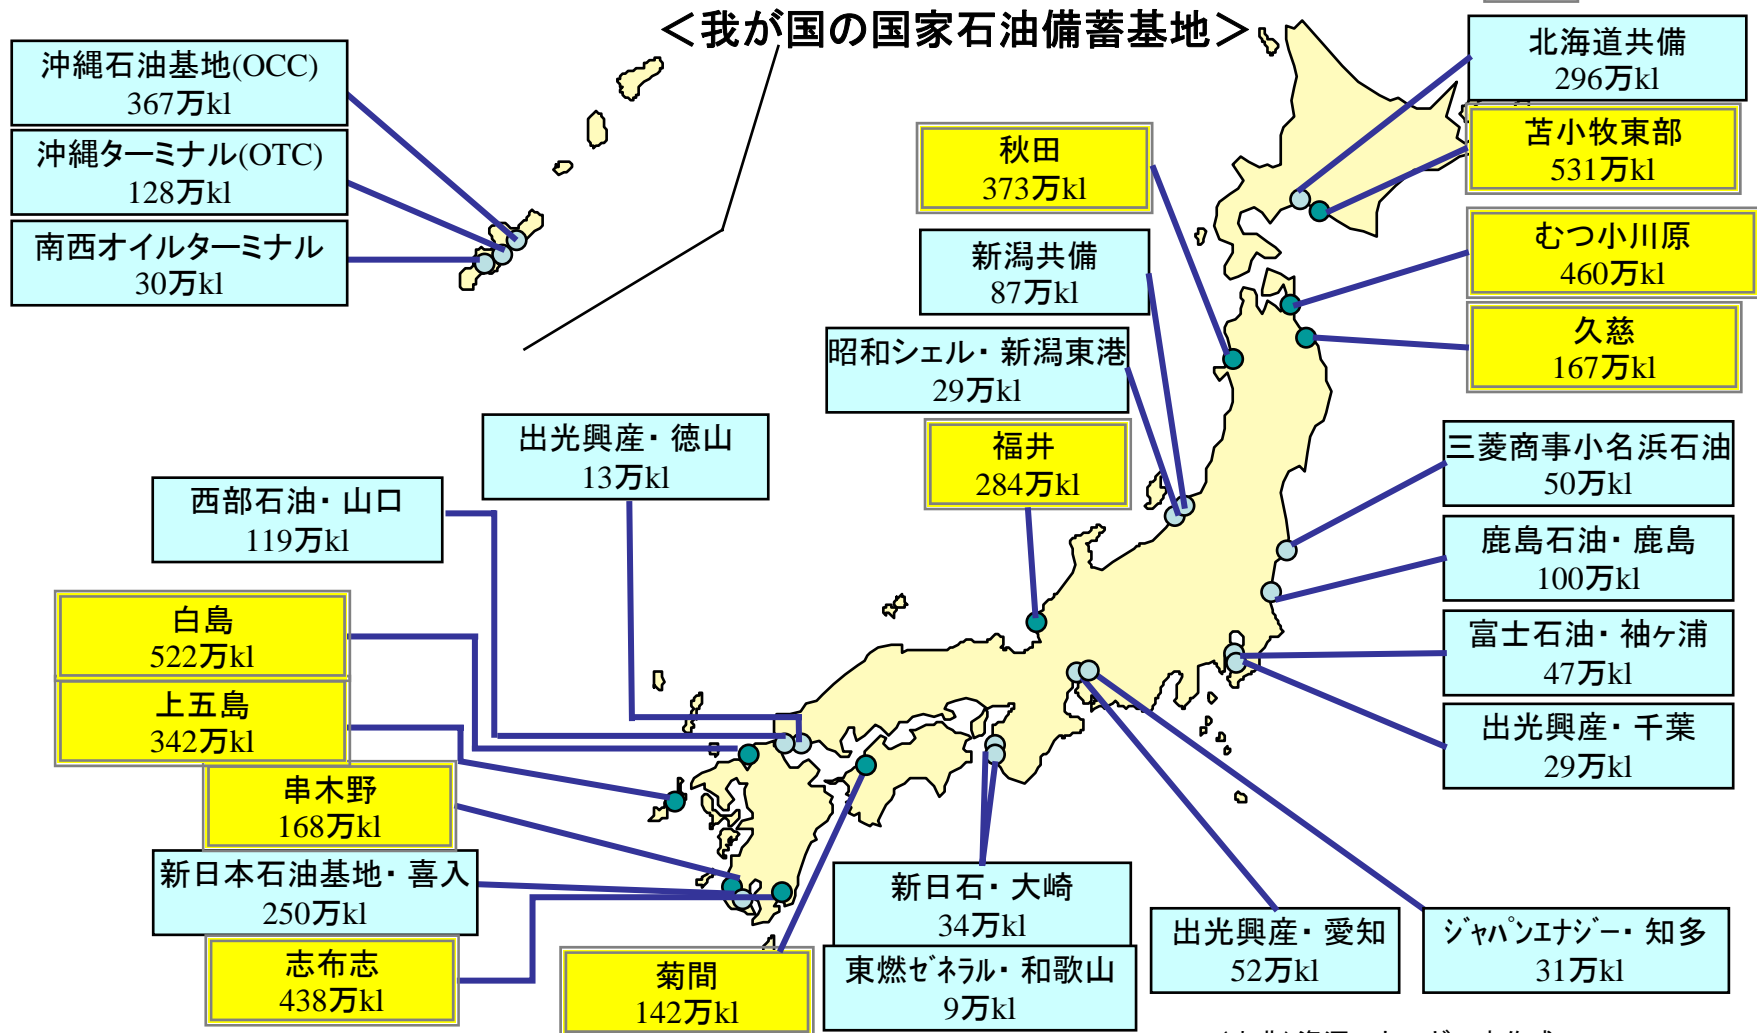 ＜我が国の国家石油備蓄基地＞
沖縄石油基地(OCC)
367万kl
沖縄ターミナル(OTC)
128万kl
南西オイルターミナル
30万kl
北海道共備
296万kl
苫小牧東部
531万kl
むつ小川原
460万kl
久慈
167万kl
秋田
373万kl
新潟共備
87万kl
昭和シェル・新潟東港
29万kl
福井
284万kl
出光興産・徳山
13万kl
西部石油・山口
119万kl
白島
522万kl
上五島
342万kl
串木野
168万kl
新日本石油基地・喜入
250万kl
志布志
438万kl
菊間
142万kl
新日石・大崎
34万kl
東燃ｾﾞﾈﾗﾙ・和歌山
9万kl
出光興産・愛知
52万kl
ｼﾞｬﾊﾟﾝエナジー・知多
31万kl
三菱商事小名浜石油
50万kl
鹿島石油・鹿島
100万kl
富士石油・袖ヶ浦
47万kl
出光興産・千葉
29万kl